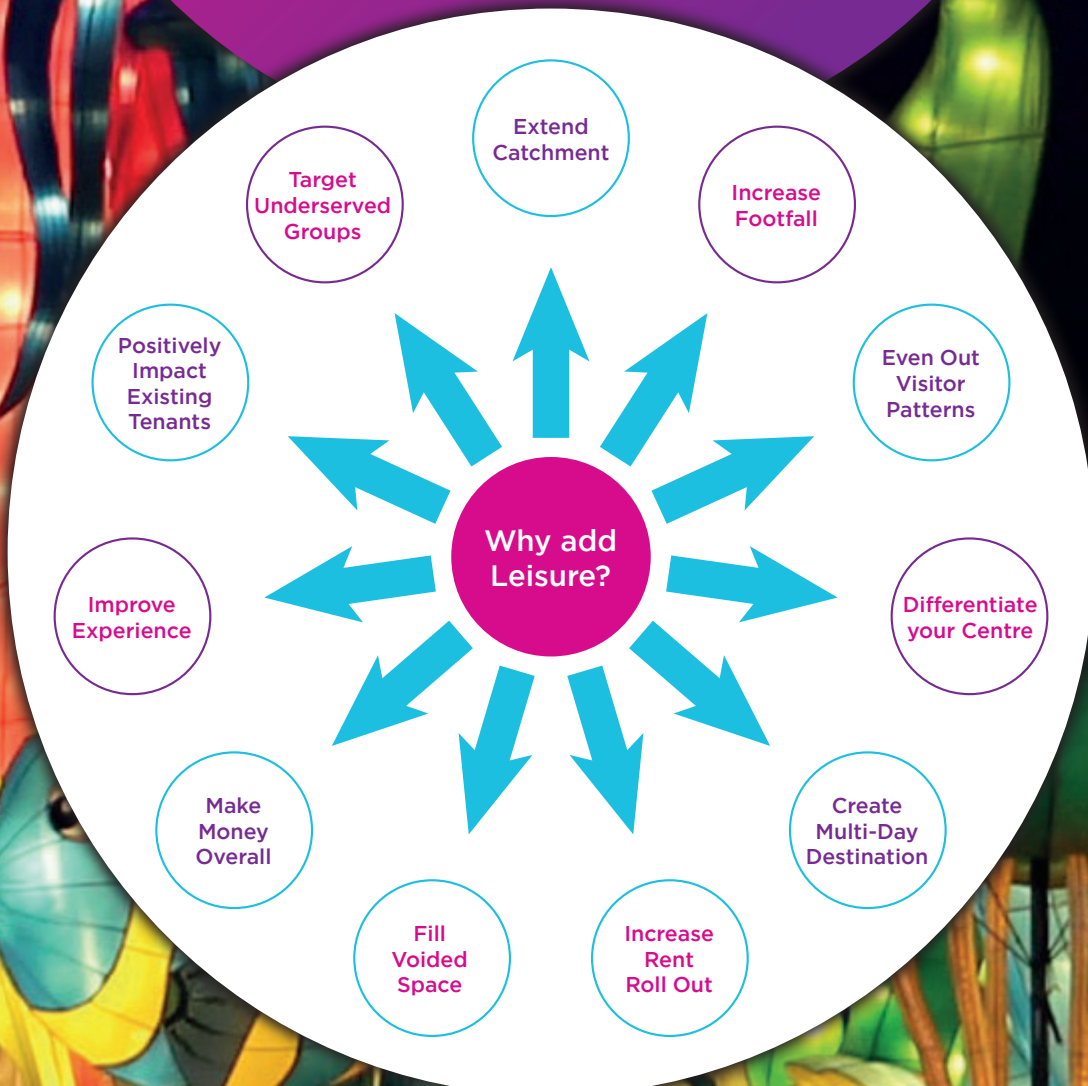 Why add
Leisure?
Extend
Catchment
Increase
Footfall
Even Out
Visitor
Patterns
Differentiate
your Centre
Create
Multi-Day
Destination
Increase
Rent
Roll Out
Fill
Voided
Space
Make
Money
Overall
Improve
Experience
Positively
Impact
Existing
Tenants
Target
Underserved
Groups